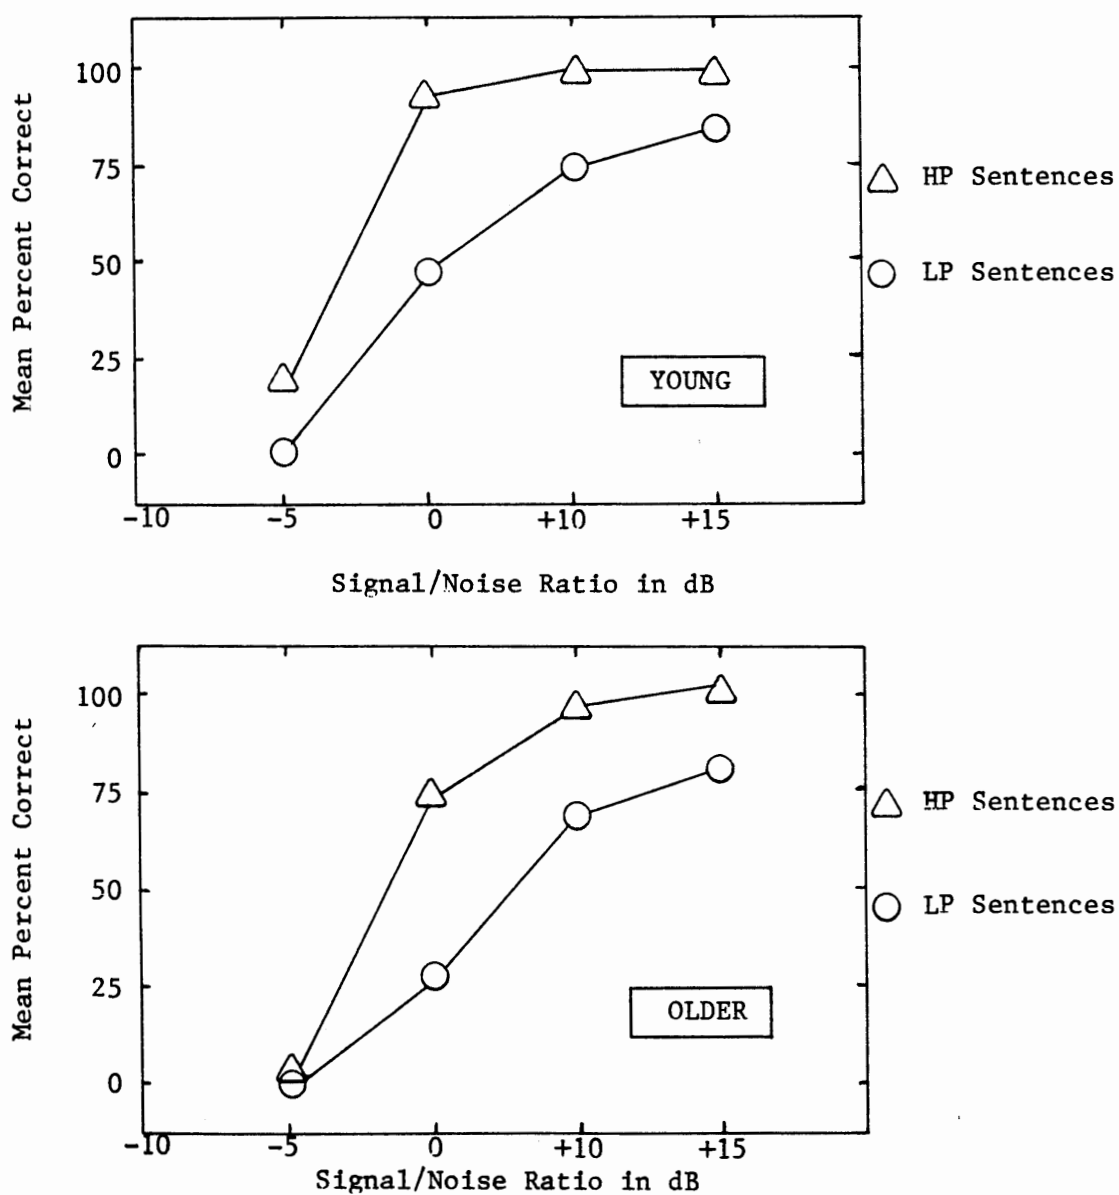 Mean Percent Correct
100
75
50
25
0
-10
-5
0
+10
+15
Signal/Noise Ratio in dB
YOUNG
HP Sentences
LP Sentences
Mean Percent Correct
100
75
50
25
0
-10
-5
0
+10
+15
Signal/Noise Ratio in dB
OLDER
HP Sentences
LP Sentences